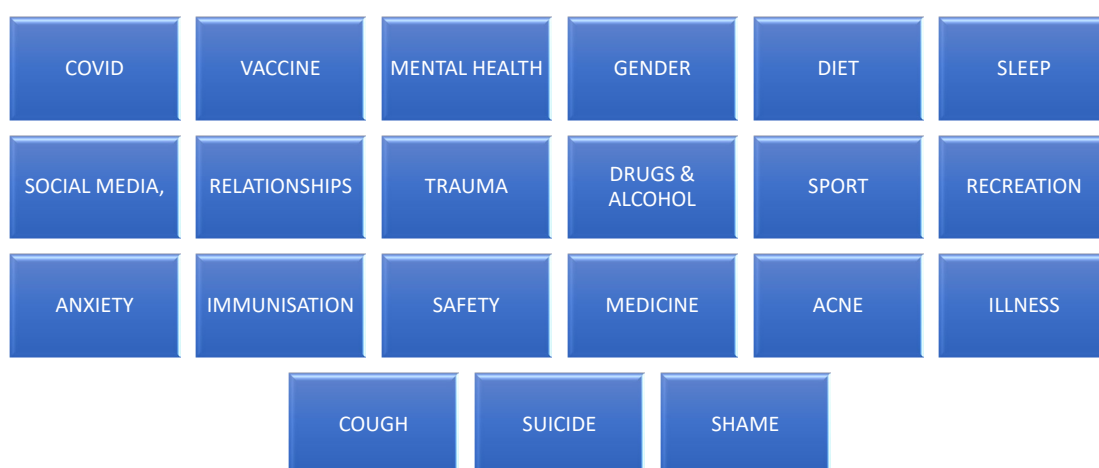 COVID
VACCINE
MENTAL HEALTH
GENDER
DIET
SLEEP
SOCIAL MEDIA,
RELATIONSHIPS
TRAUMA
DRUGS &
ALCOHOL
SPORT
RECREATION
ANXIETY
IMMUNISATION
SAFETY
MEDICINE
ACNE
ILLNESS
COUGH
SUICIDE
SHAME